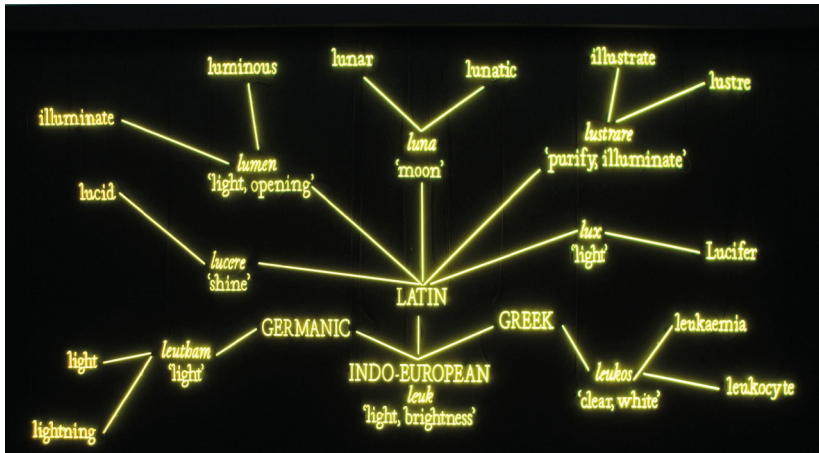 lunar
lunatic
illustrate
luminous
lustre
illuminate
lustrare
luna
'purify, illuminate'
lumen
'moon'
'light, opening'
lucid
lux
lucere
'light'
Lucifer
'shine'
LATIN
GERMANIC
GREEK
leukaemia
light
leutham
'light'
INDO-EUROPEAN
leuk
'light, brightness'
leukos
'clear, white'
leukocyte
lightning